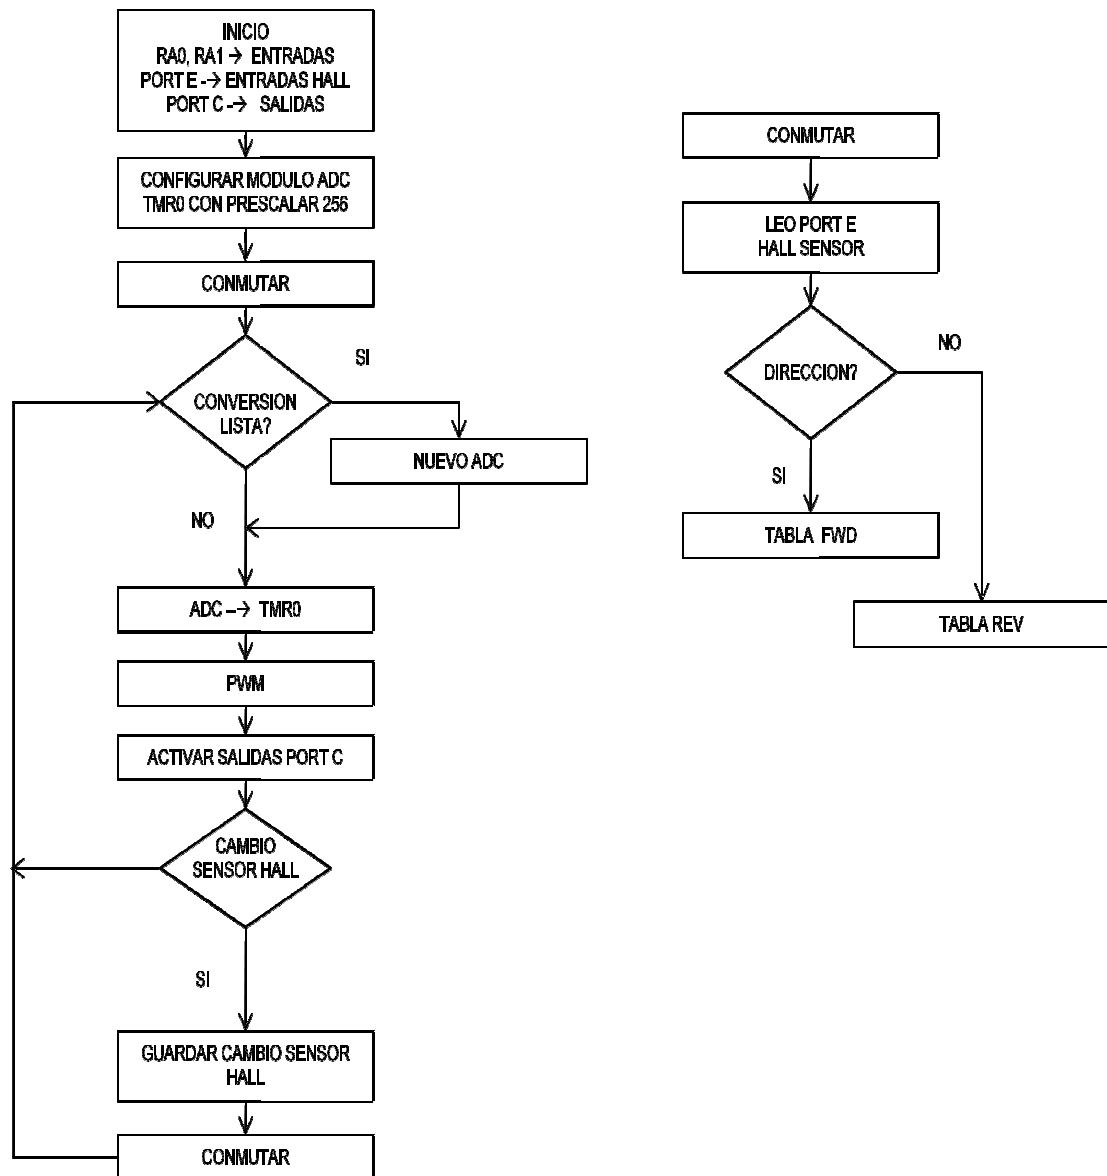 INICIO
RA0, RA1 → ENTRADAS
PORT E -→ ENTRADAS HALL
PORT C -→ SALIDAS
CONFIGURAR MODULO ADC
TMR0 CON PRESCALAR 256
CONMUTAR
CONVERSION
LISTA?
SI
NUEVO ADC
NO
ADC -→ TMR0
PWM
ACTIVAR SALIDAS PORT C
CAMBIO
SENSOR HALL
SI
GUARDAR CAMBIO SENSOR
HALL
CONMUTAR
CONMUTAR
LEO PORT E
HALL SENSOR
DIRECCION?
NO
SI
TABLA FWD
TABLA REV